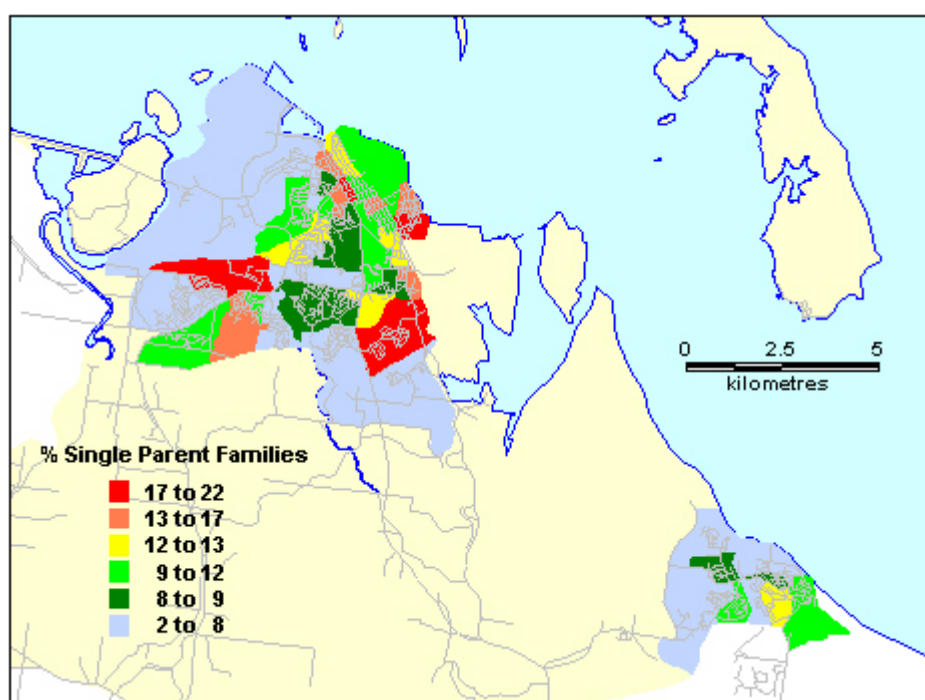 0 2.5 5
kilometres
% Single Parent Families
17 to 22
13 to 17
12 to 13
9 to 12
8 to 9
2 to 8